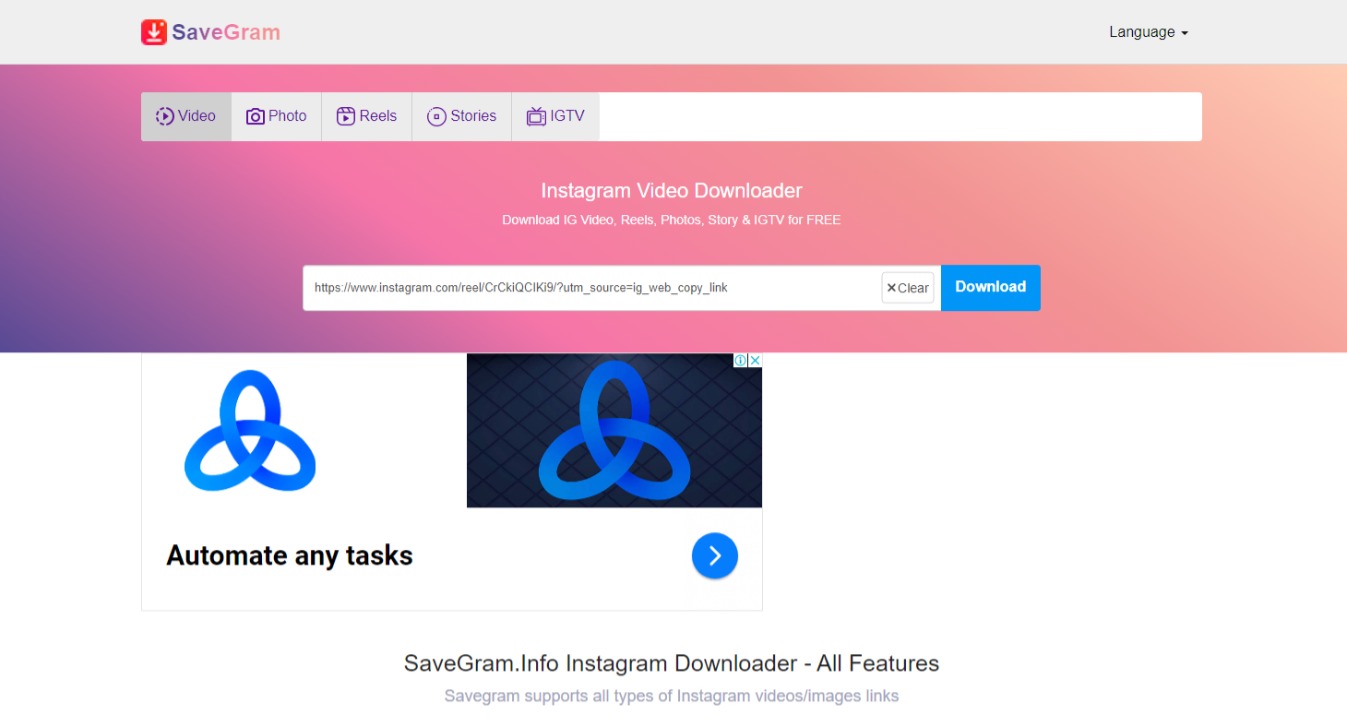 SaveGram
Language
Video
Photo
Reels
Stories
IGTV
Instagram Video Downloader
Download IG Video, Reels, Photos, Story & IGTV for FREE
https://www.instagram.com/reel/CrCkiQCIKi9/?utm_source=ig_web_copy_link
×Clear
Download
Automate any tasks
SaveGram.Info Instagram Downloader - All Features
Savegram supports all types of Instagram videos/images links